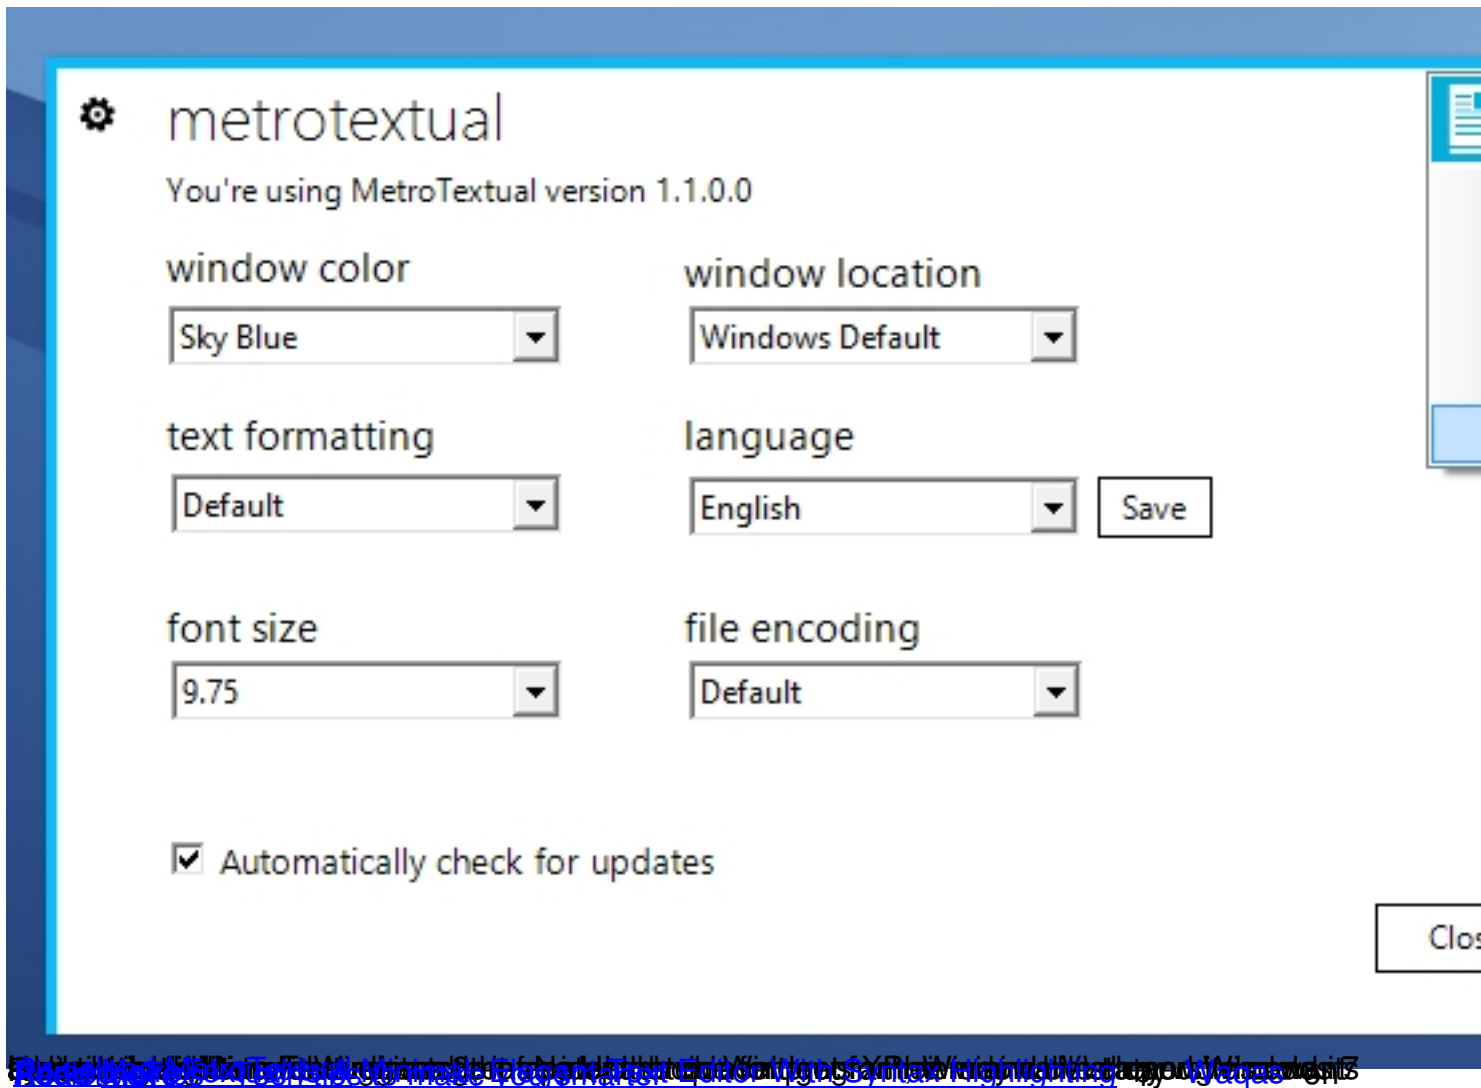 metrotextual
You're using MetroTextual version 1.1.0.0
window color
window location
Sky Blue
Windows Default
text formatting
language
Default
English
Save
font size
file encoding
9.75
Default
Automatically check for updates
Clos